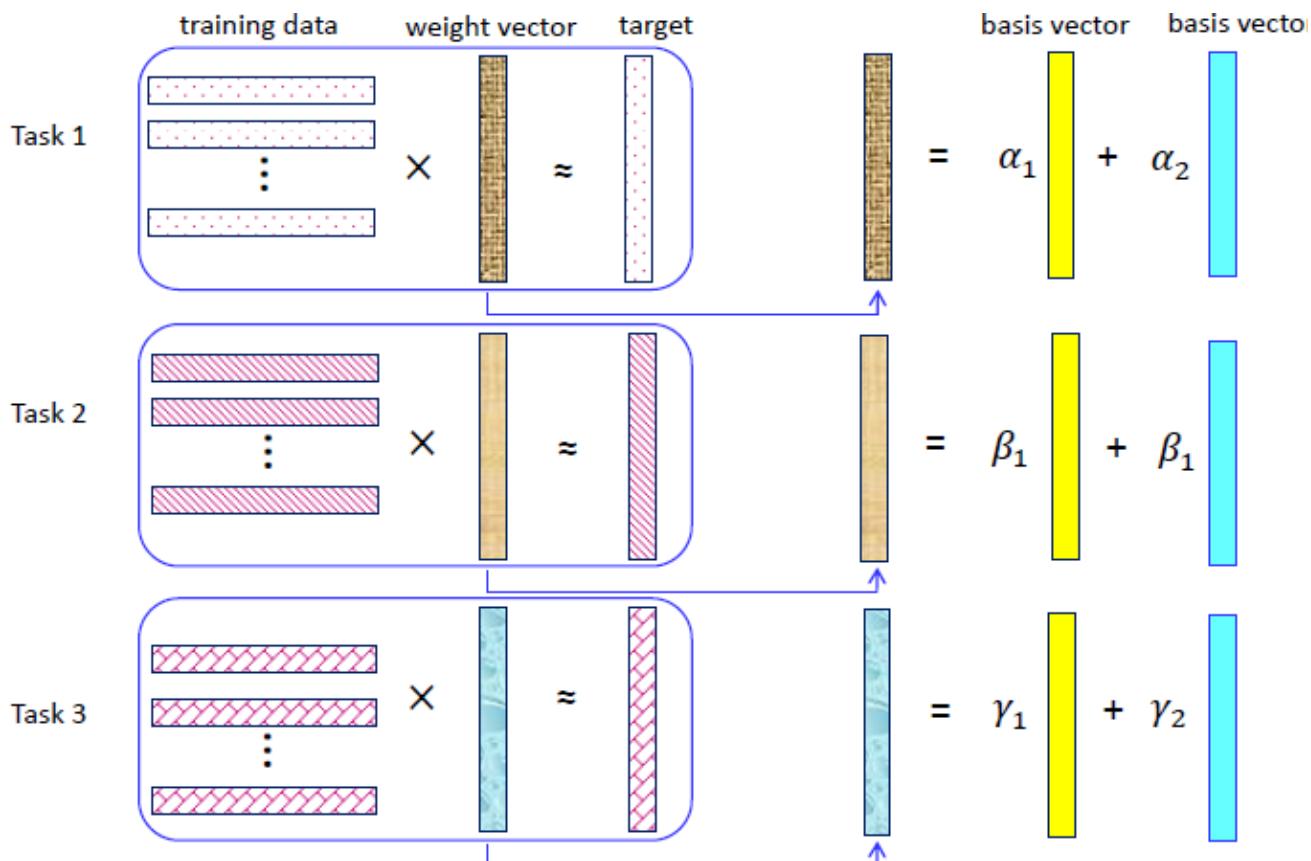 training data weight vector target basis vector basis vector
Task 1 ⋮ × ≈ = α₁ + α₂
Task 2 ⋮ × ≈ = β₁ + β₁
Task 3 ⋮ × ≈ = γ₁ + γ₂